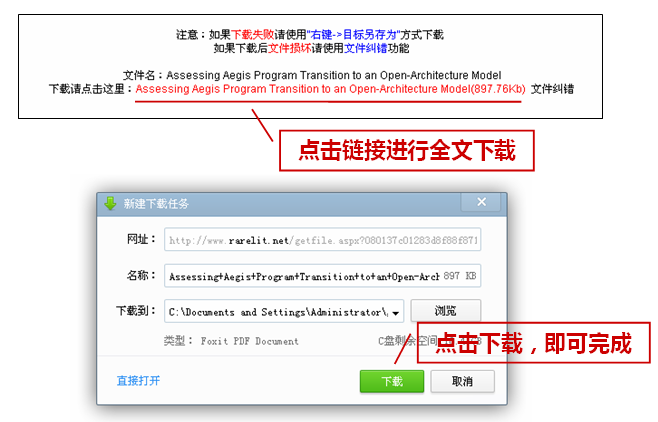 注意：如果下载失败请使用"右键->目标另存为"方式下载
如果下载后文件损坏请使用文件纠错功能
文件名：Assessing Aegis Program Transition to an Open-Architecture Model
下载请点击这里：Assessing Aegis Program Transition to an Open-Architecture Model(897.76Kb) 文件纠错
点击链接进行全文下载
新建下载任务
网址： http://www.rarelit.net/getfile.aspx?080137c01283d8f88f871
名称： Assessing+Aegis+Program+Transition+to+an+Open-Arch 897 KB
下载到： C:\Documents and Settings\Administrator\ 浏览
类型： Foxit PDF Document C盘剩余空间
点击下载，即可完成
直接打开 下载 取消